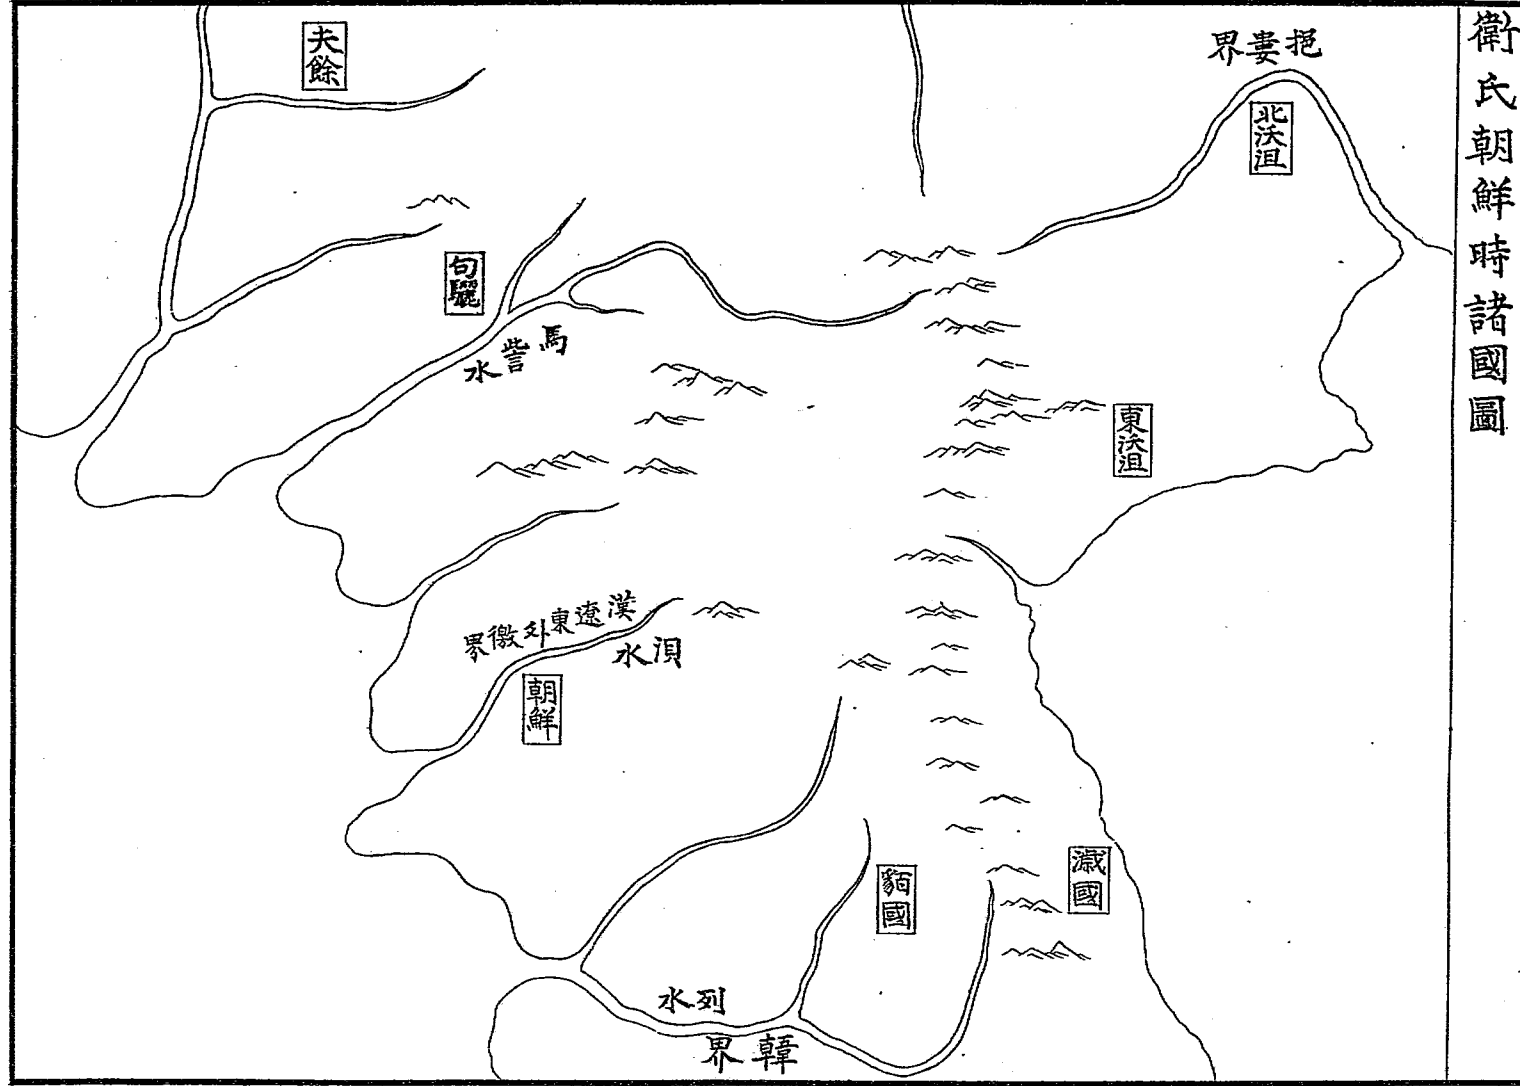 衛氏朝鮮時諸國圖
挹婁界
北沃沮
夫餘
句驪
馬訾水
東沃沮
漢遼東外徼界
浿水
朝鮮
濊國
貊國
列水
韓界